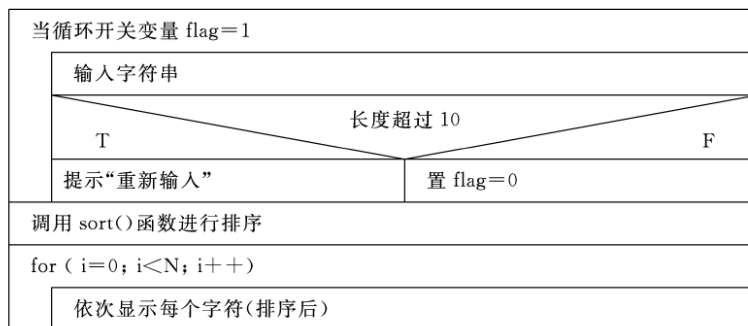 当循环开关变量 flag=1
输入字符串
长度超过 10
T
F
提示“重新输入”
置 flag=0
调用 sort()函数进行排序
for ( i=0; i<N; i++)
依次显示每个字符(排序后)